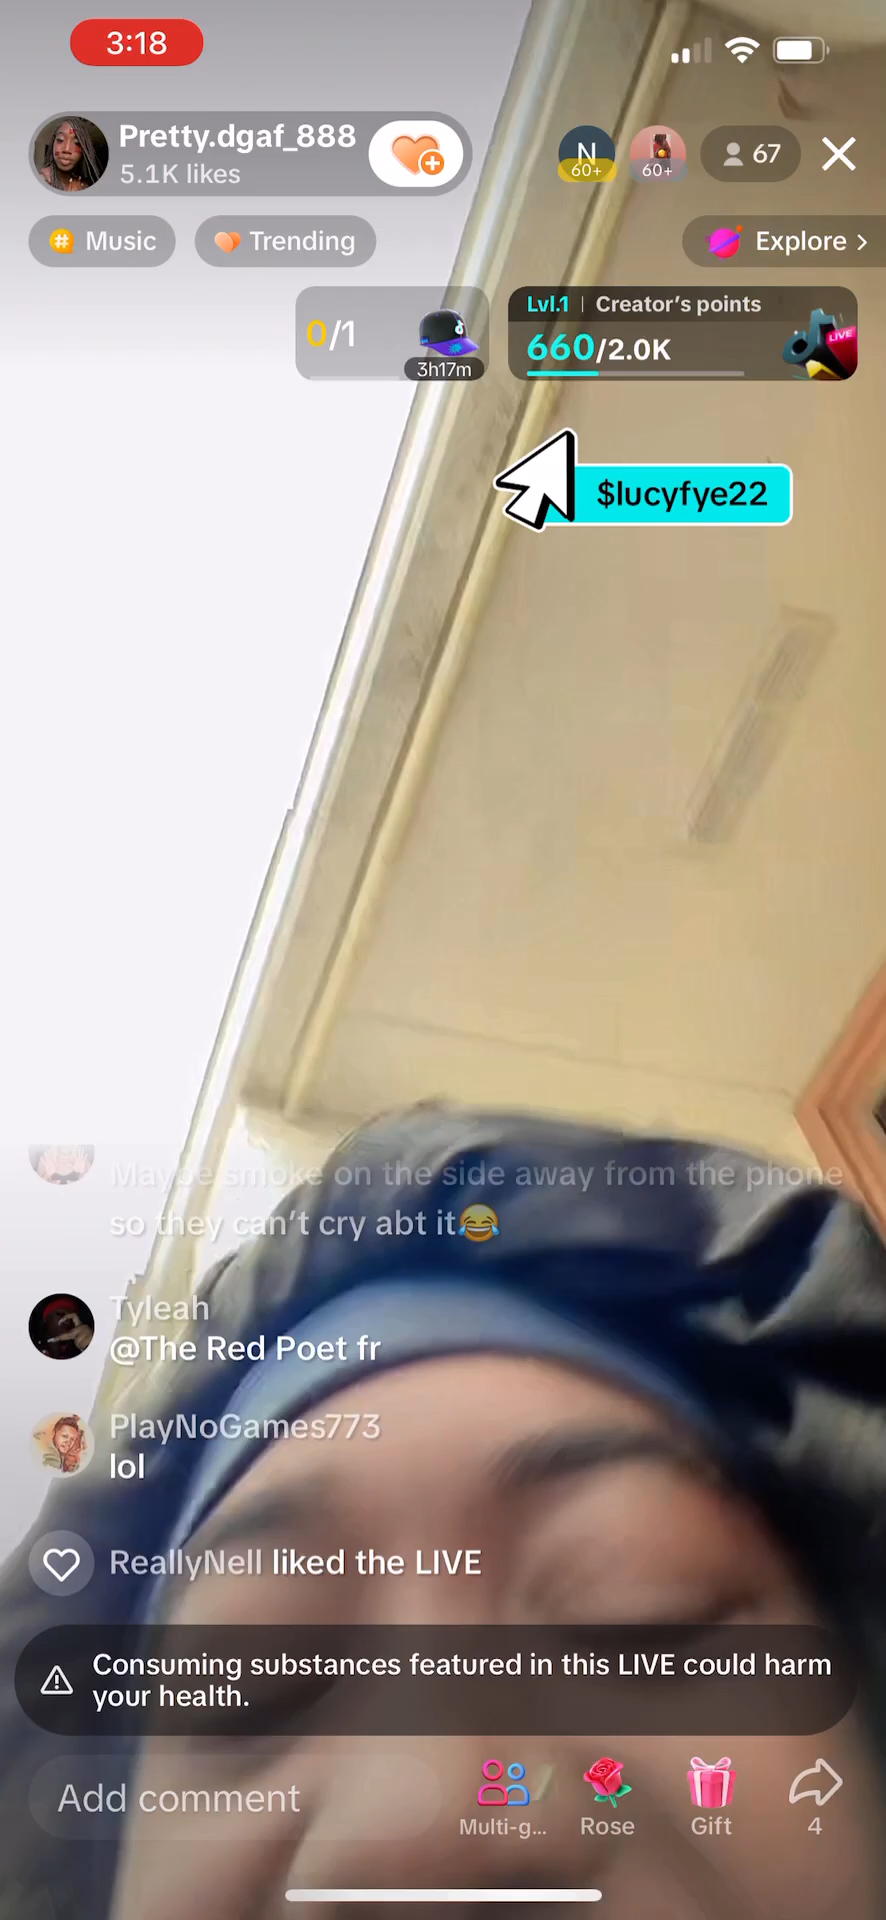 3:18
Pretty.dgaf_888
5.1K likes
N
60+
60+
67
Music
Trending
Explore >
0/1
3h17m
Lvl.1 | Creator's points
660/2.0K
LIVE
$lucyfye22
Maybe smoke on the side away from the phone
so they can't cry abt it😂
Tyleah
@The Red Poet fr
PlayNoGames773
lol
ReallyNell liked the LIVE
Consuming substances featured in this LIVE could harm
your health.
Add comment
Multi-g...
Rose
Gift
4